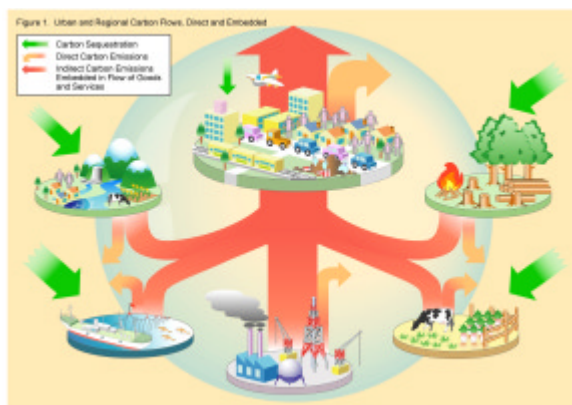 Figure 1. Urban and Regional Carbon Flows, Direct and Embedded
Carbon Sequestration
Direct Carbon Emissions
Indirect Carbon Emissions
Embedded in Flow of Goods
and Services